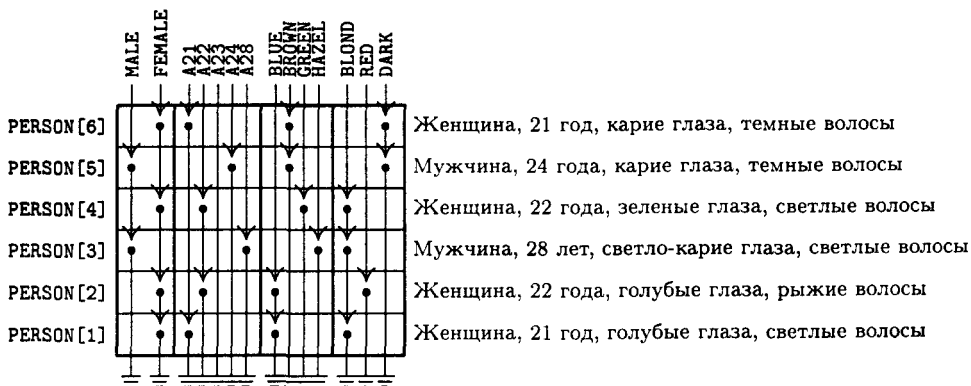 MALE FEMALE A21 A22 A23 A24 A28 BLUE BROWN GREEN HAZEL BLOND RED DARK
PERSON[6] Женщина, 21 год, карие глаза, темные волосы
PERSON[5] Мужчина, 24 года, карие глаза, темные волосы
PERSON[4] Женщина, 22 года, зеленые глаза, светлые волосы
PERSON[3] Мужчина, 28 лет, светло-карие глаза, светлые волосы
PERSON[2] Женщина, 22 года, голубые глаза, рыжие волосы
PERSON[1] Женщина, 21 год, голубые глаза, светлые волосы